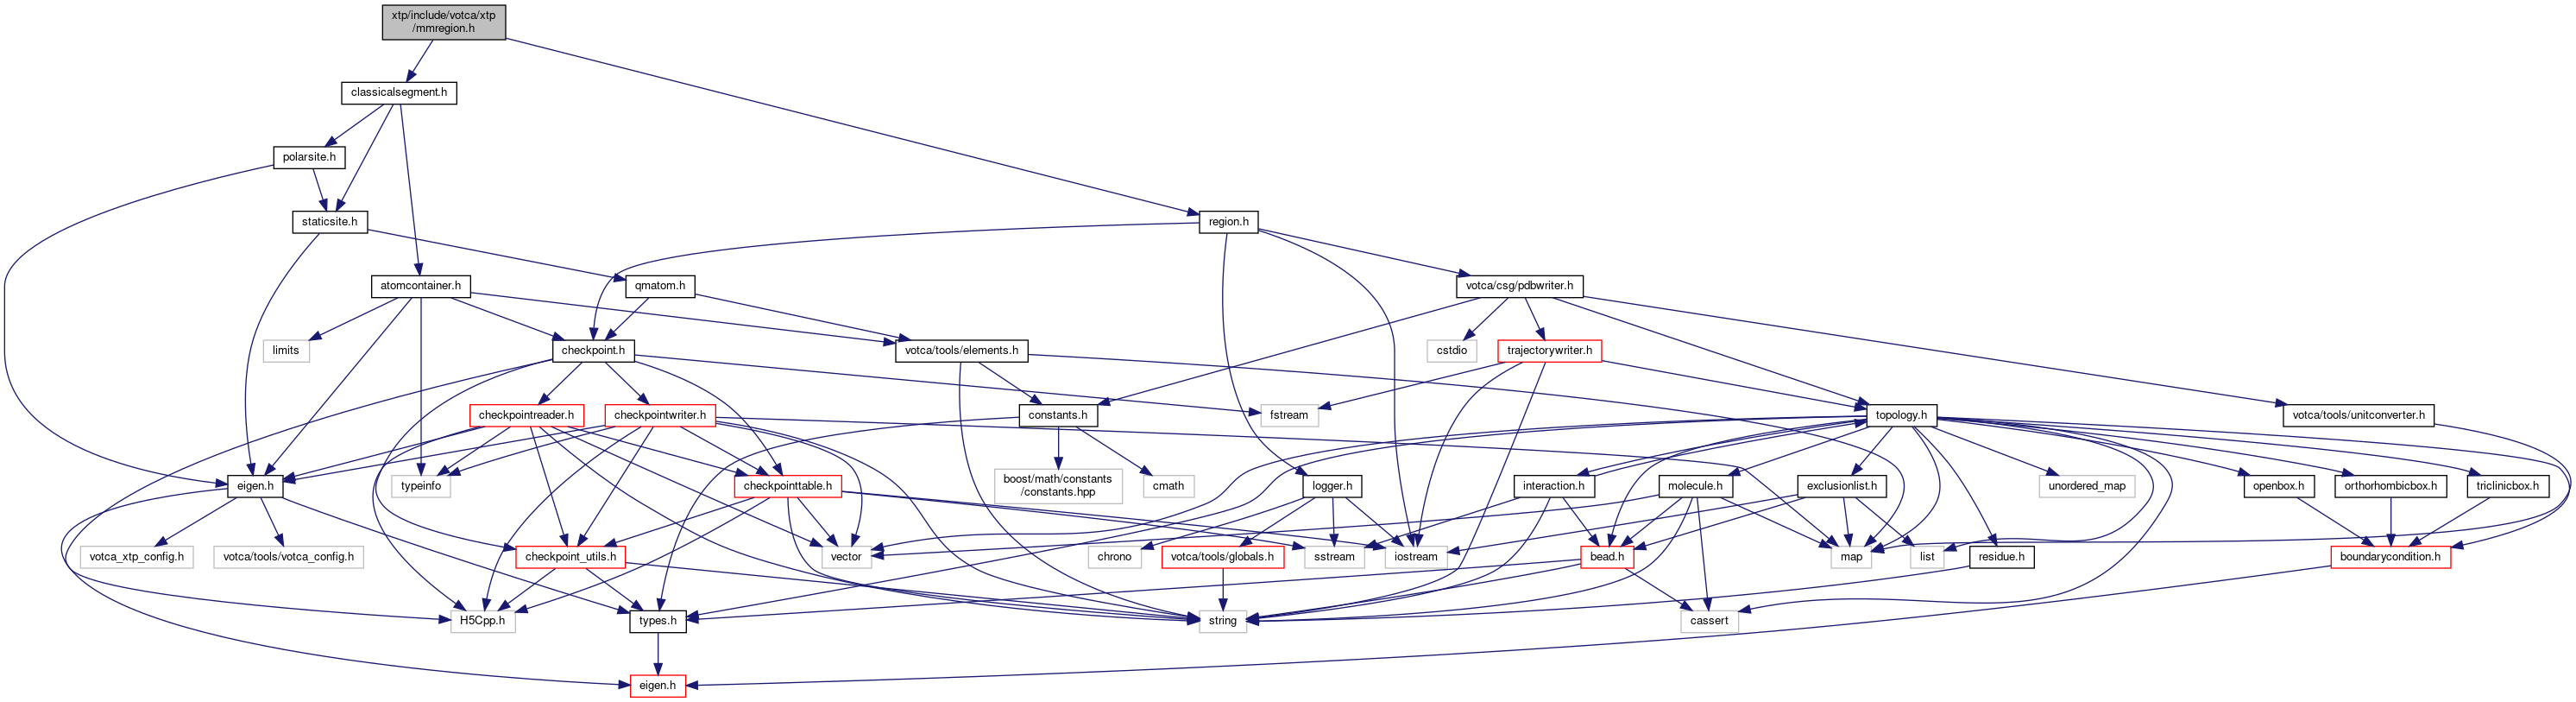 xtp/include/votca/xtp
/mmregion.h
classicalsegment.h
polarsite.h
staticsite.h
region.h
atomcontainer.h
qmatom.h
votca/csg/pdbwriter.h
limits
checkpoint.h
votca/tools/elements.h
cstdio
trajectorywriter.h
checkpointreader.h
checkpointwriter.h
fstream
constants.h
topology.h
votca/tools/unitconverter.h
eigen.h
typeinfo
checkpointtable.h
boost/math/constants
/constants.hpp
cmath
logger.h
interaction.h
molecule.h
exclusionlist.h
unordered_map
openbox.h
orthorhombicbox.h
triclinicbox.h
votca_xtp_config.h
votca/tools/votca_config.h
checkpoint_utils.h
vector
chrono
votca/tools/globals.h
sstream
iostream
bead.h
map
list
residue.h
boundarycondition.h
H5Cpp.h
types.h
string
cassert
eigen.h